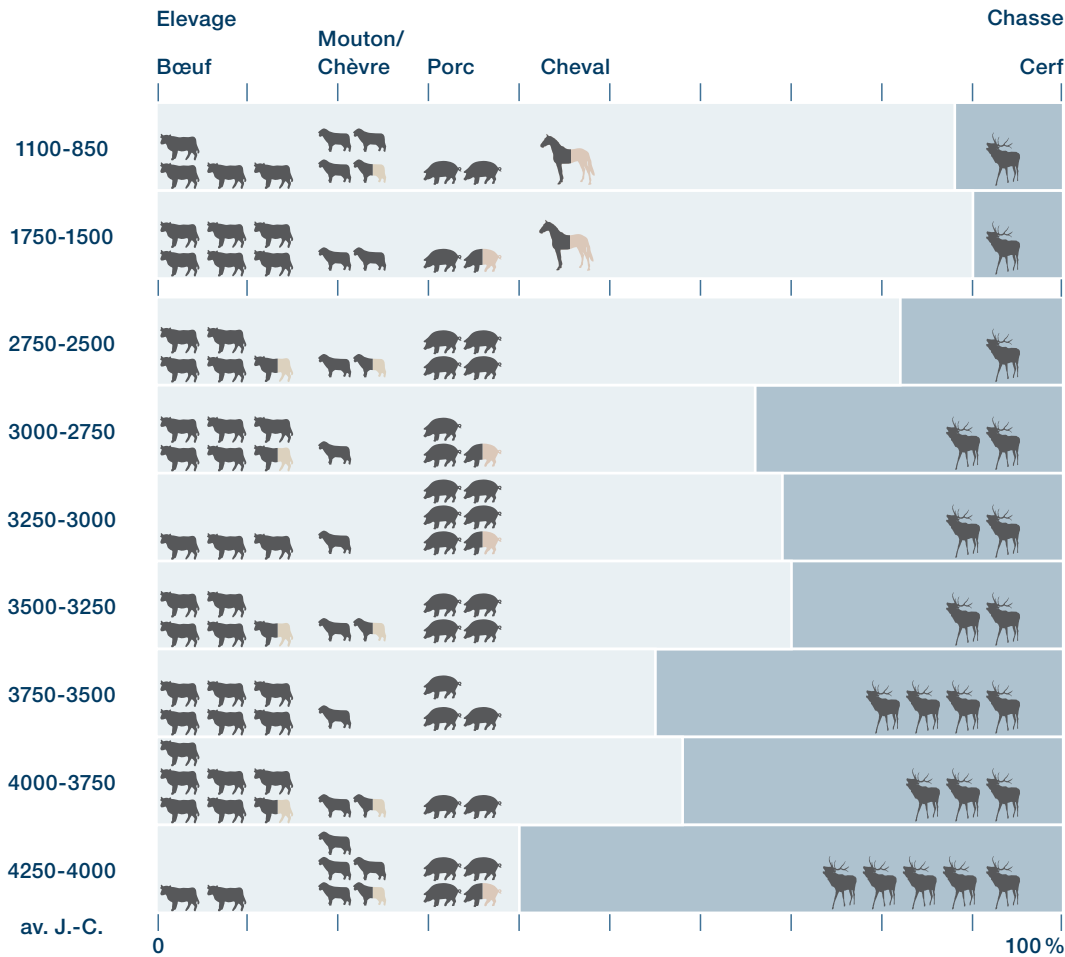 Elevage
Chasse
Bœuf
Mouton/
Chèvre
Porc
Cheval
Cerf
1100-850
1750-1500
2750-2500
3000-2750
3250-3000
3500-3250
3750-3500
4000-3750
4250-4000
av. J.-C.
0
100 %